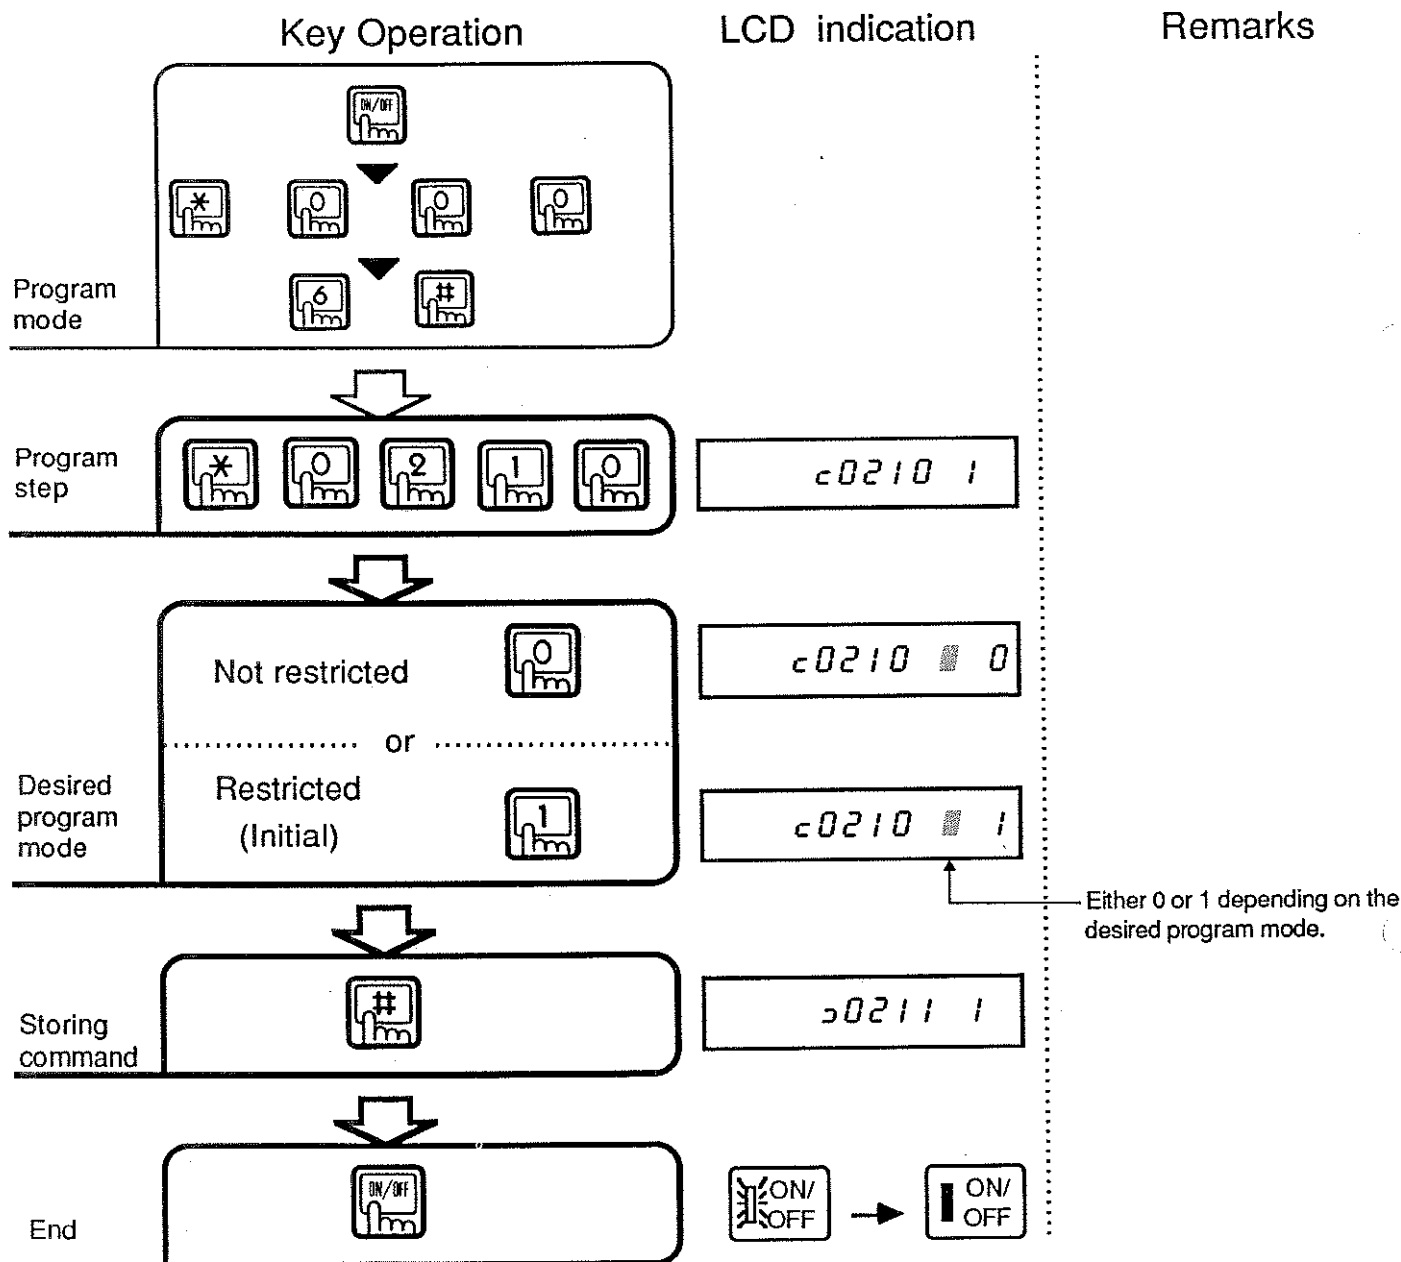 Key Operation LCD indication Remarks
ON/OFF
* 0 0 0
6 #
Program
mode
Program
step
* 0 2 1 0
c0210 1
Not restricted 0
c0210 0
or
Desired
program
mode
Restricted
(Initial)
1
c0210 1
Either 0 or 1 depending on the
desired program mode.
Storing
command
#
ɔ0211 1
End
ON/OFF
ON/
OFF
ON/
OFF